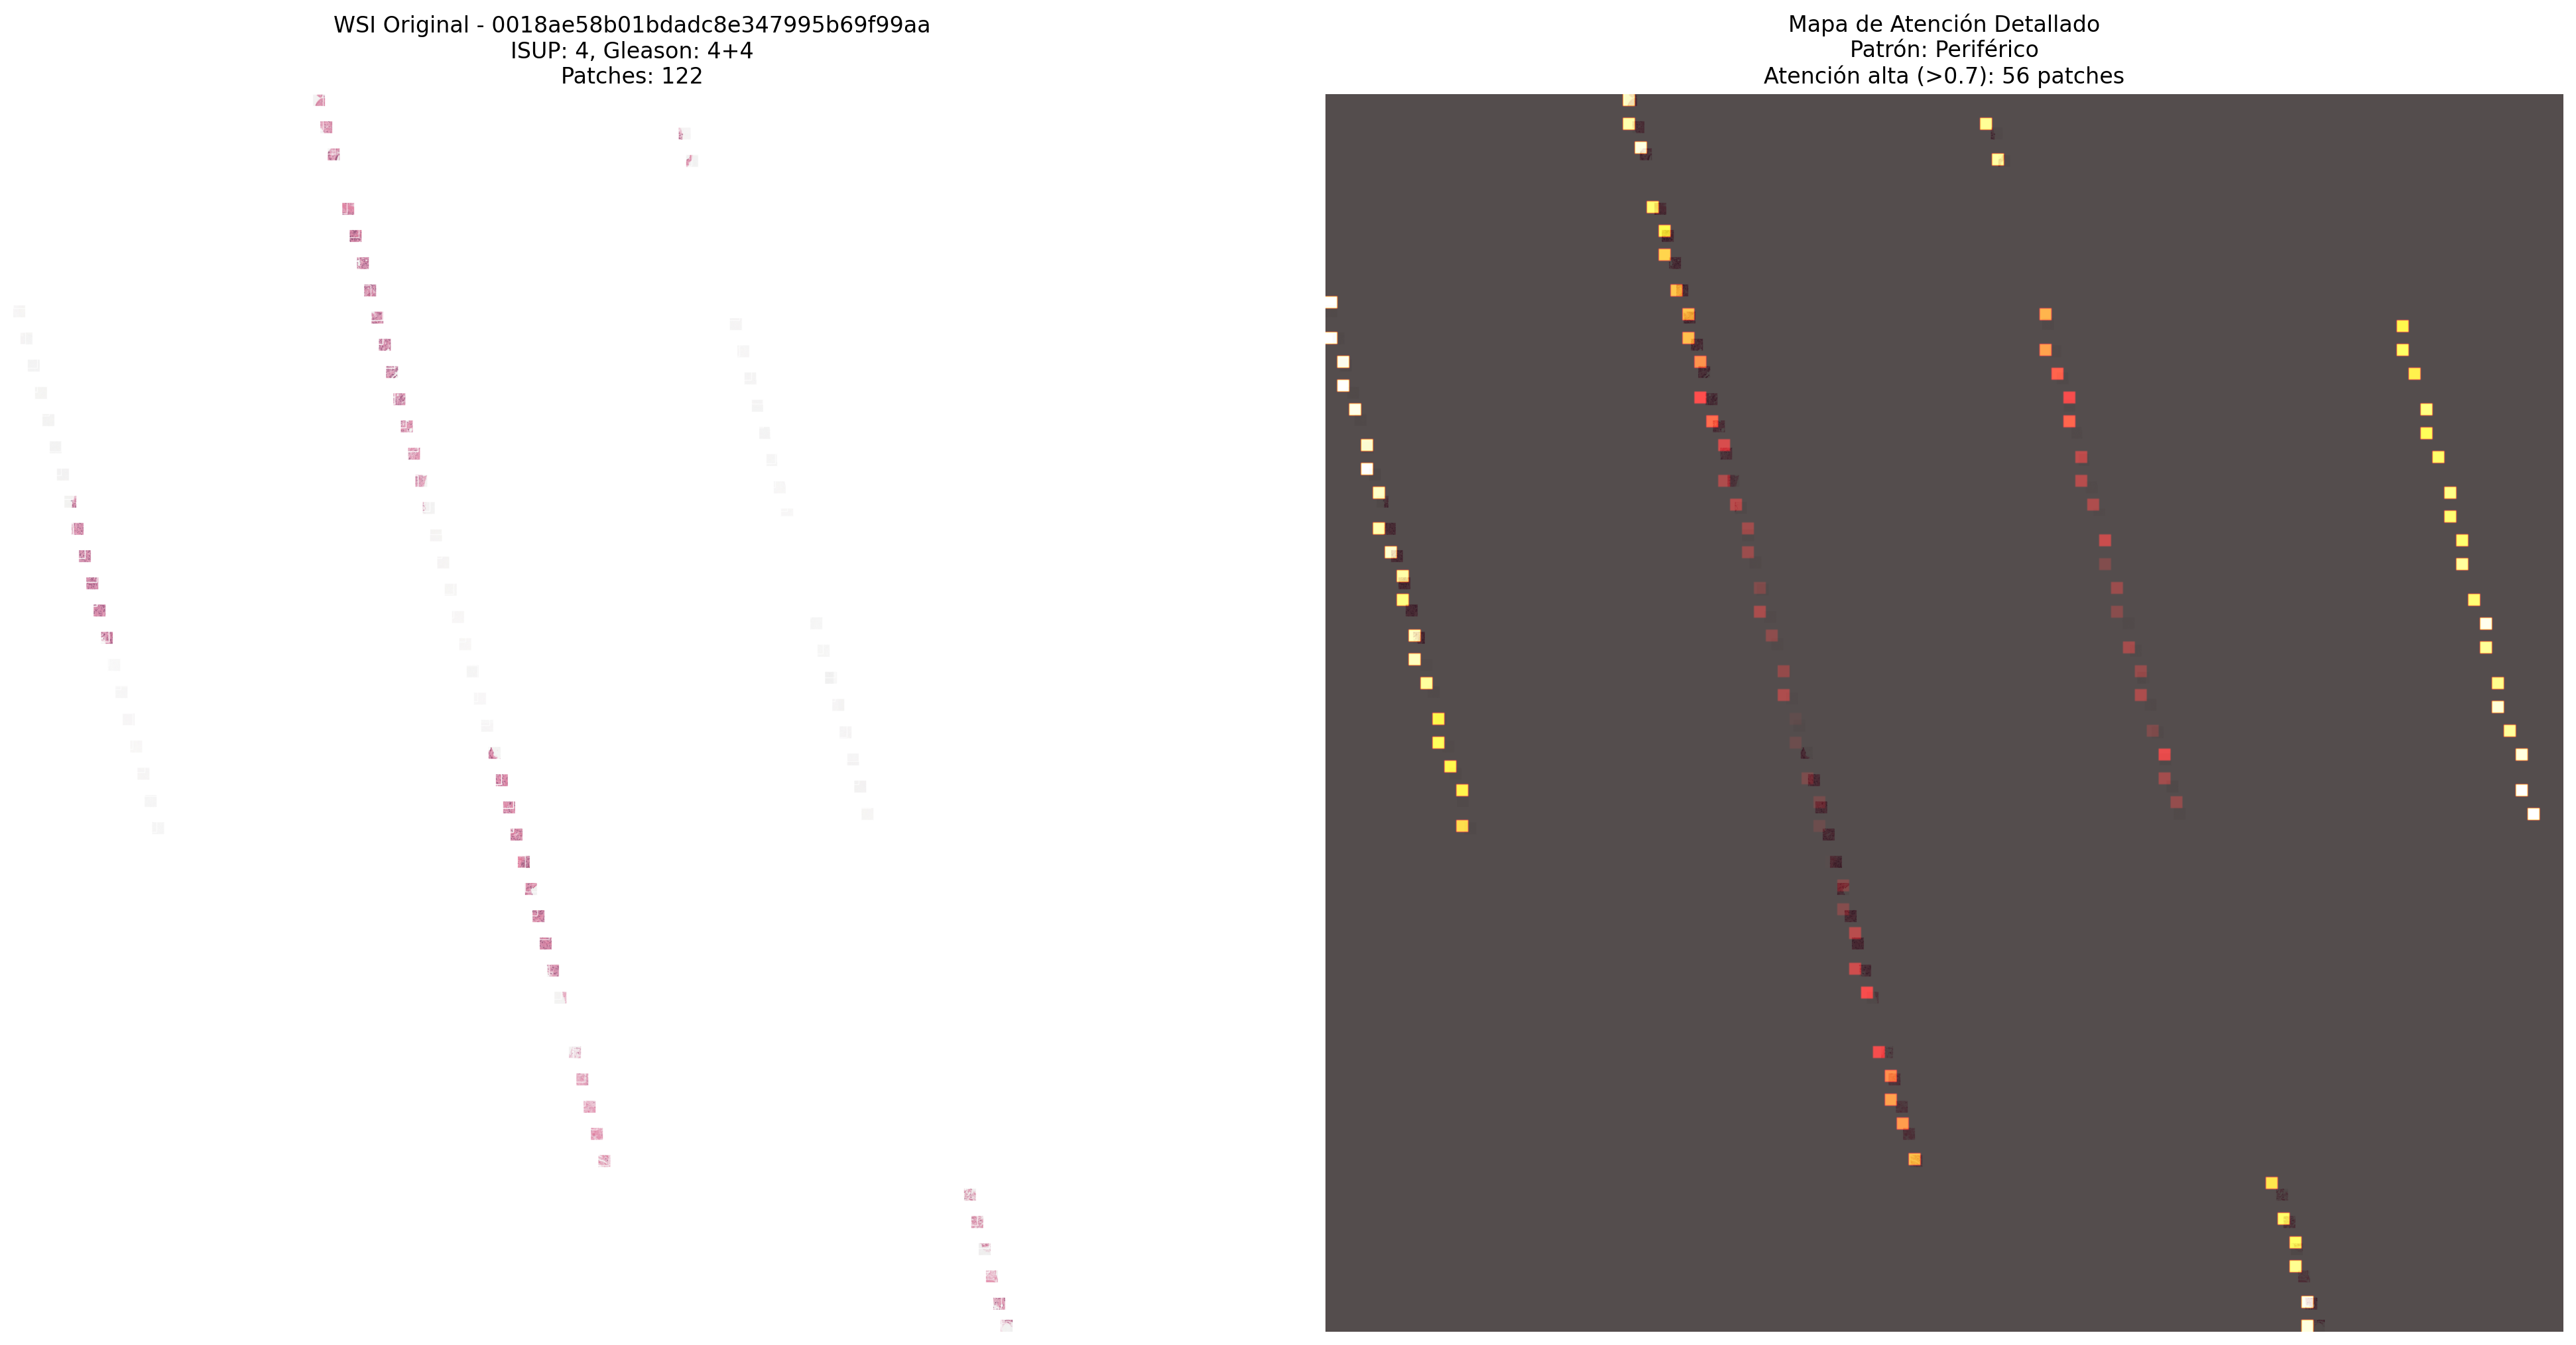 WSI Original - 0018ae58b01bdadc8e347995b69f99aa
ISUP: 4, Gleason: 4+4
Patches: 122
Mapa de Atención Detallado
Patrón: Periférico
Atención alta (>0.7): 56 patches